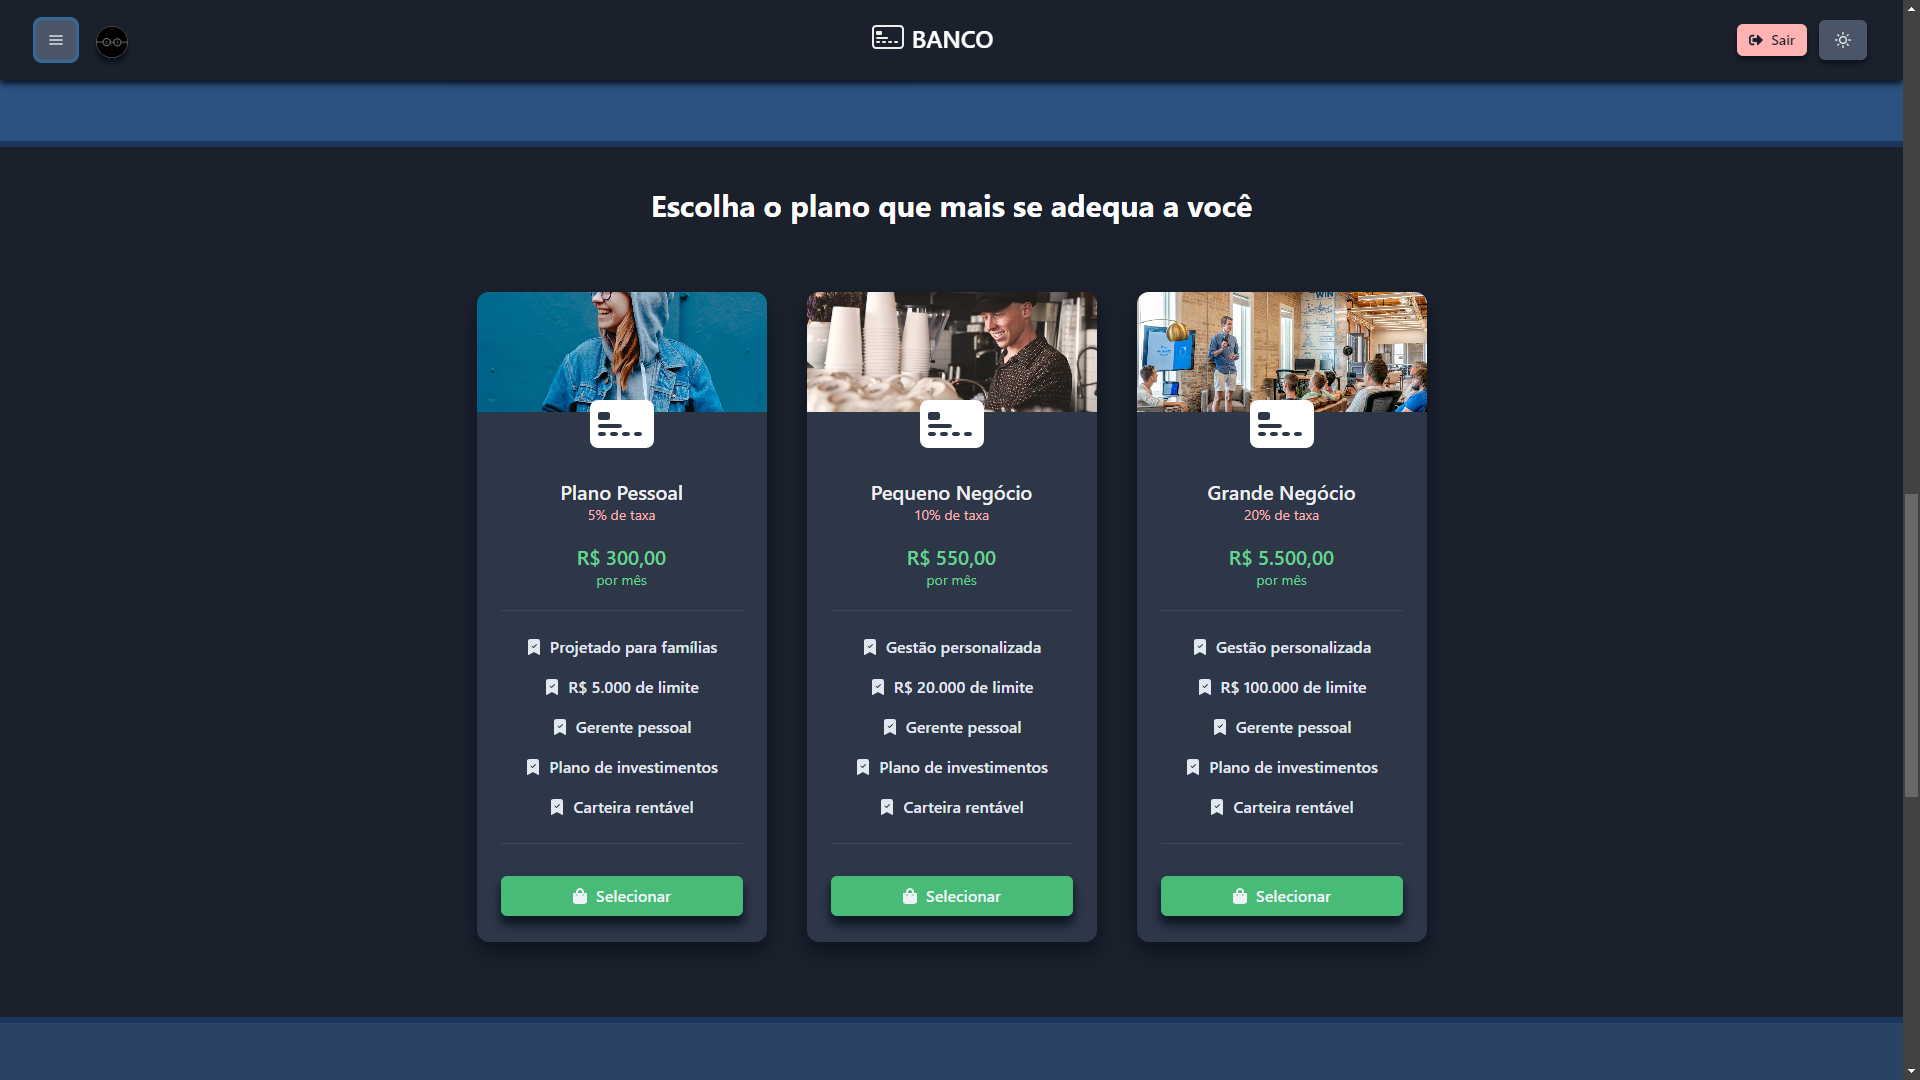 BANCO
Sair
Escolha o plano que mais se adequa a você
Plano Pessoal
5% de taxa
R$ 300,00
por mês
Projetado para famílias
R$ 5.000 de limite
Gerente pessoal
Plano de investimentos
Carteira rentável
Selecionar
Pequeno Negócio
10% de taxa
R$ 550,00
por mês
Gestão personalizada
R$ 20.000 de limite
Gerente pessoal
Plano de investimentos
Carteira rentável
Selecionar
WIN
Grande Negócio
20% de taxa
R$ 5.500,00
por mês
Gestão personalizada
R$ 100.000 de limite
Gerente pessoal
Plano de investimentos
Carteira rentável
Selecionar